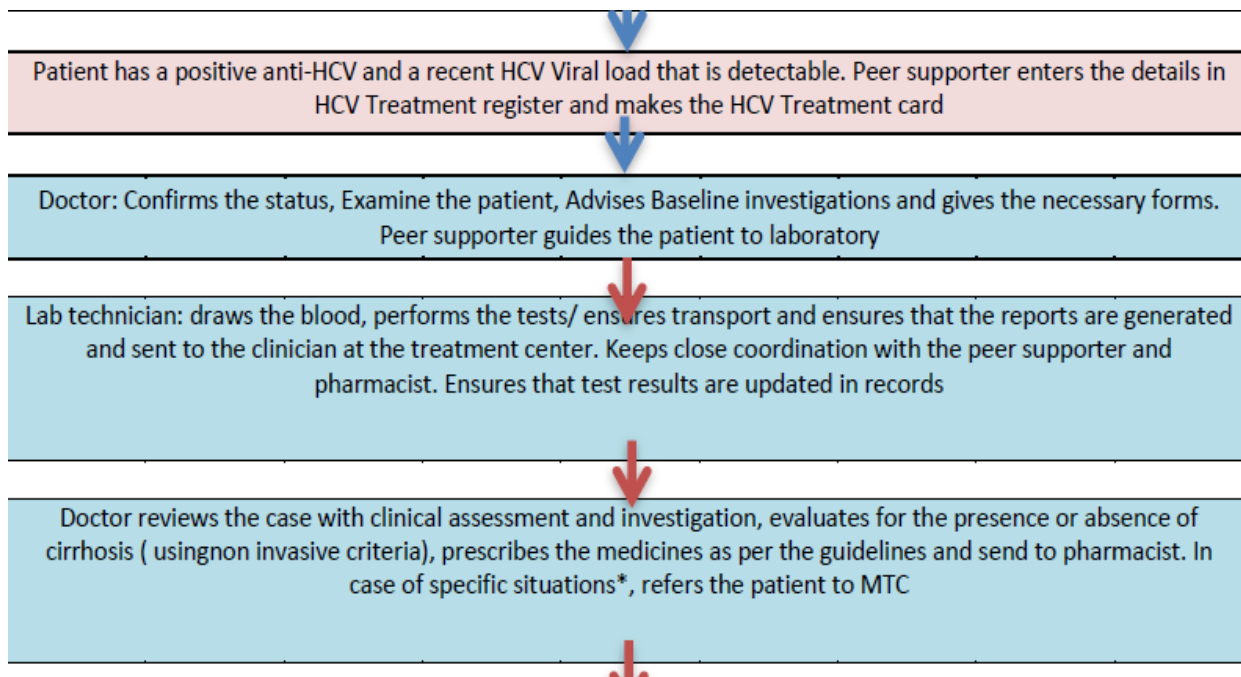 Patient has a positive anti-HCV and a recent HCV Viral load that is detectable. Peer supporter enters the details in
HCV Treatment register and makes the HCV Treatment card
Doctor: Confirms the status, Examine the patient, Advises Baseline investigations and gives the necessary forms.
Peer supporter guides the patient to laboratory
Lab technician: draws the blood, performs the tests/ ensures transport and ensures that the reports are generated
and sent to the clinician at the treatment center. Keeps close coordination with the peer supporter and
pharmacist. Ensures that test results are updated in records
Doctor reviews the case with clinical assessment and investigation, evaluates for the presence or absence of
cirrhosis ( usingnon invasive criteria), prescribes the medicines as per the guidelines and send to pharmacist. In
case of specific situations*, refers the patient to MTC